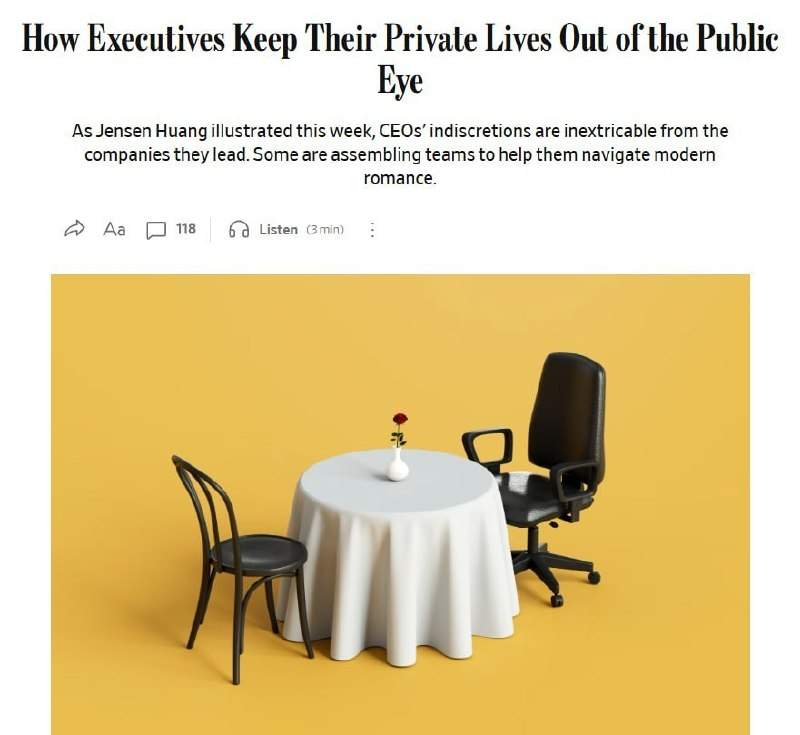 How Executives Keep Their Private Lives Out of the Public
Eye
As Jensen Huang illustrated this week, CEOs’ indiscretions are inextricable from the
companies they lead. Some are assembling teams to help them navigate modern
romance.
Aa 118 Listen (3 min)